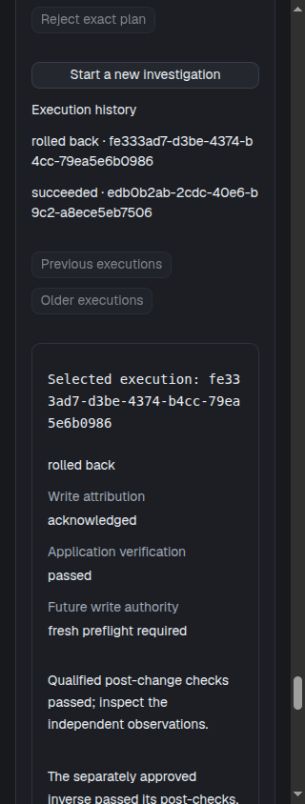 Reject exact plan
Start a new investigation
Execution history
rolled back · fe333ad7-d3be-4374-b
4cc-79ea5e6b0986
succeeded · edb0b2ab-2cdc-40e6-b
9c2-a8ece5eb7506
Previous executions
Older executions
Selected execution: fe33
3ad7-d3be-4374-b4cc-79ea
5e6b0986
rolled back
Write attribution
acknowledged
Application verification
passed
Future write authority
fresh preflight required
Qualified post-change checks
passed; inspect the
independent observations.
The separately approved
inverse passed its post-checks.